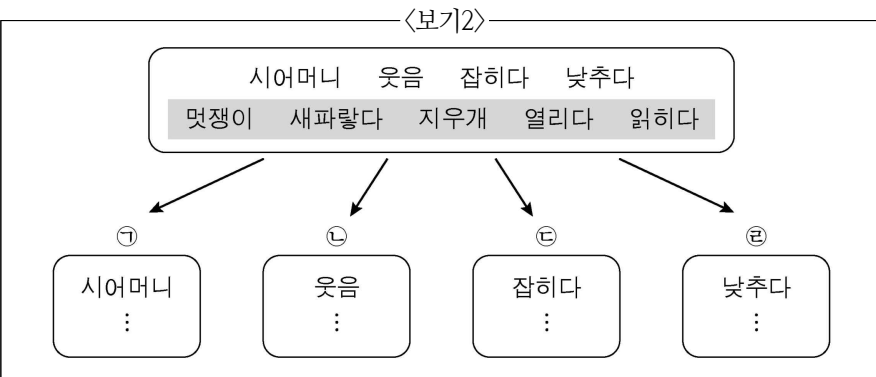 〈보기2〉
시어머니 웃음 잡히다 낮추다
멋쟁이 새파랗다 지우개 열리다 읽히다
㉠ ㉡ ㉢ ㉣
시어머니 웃음 잡히다 낮추다
⋮ ⋮ ⋮ ⋮